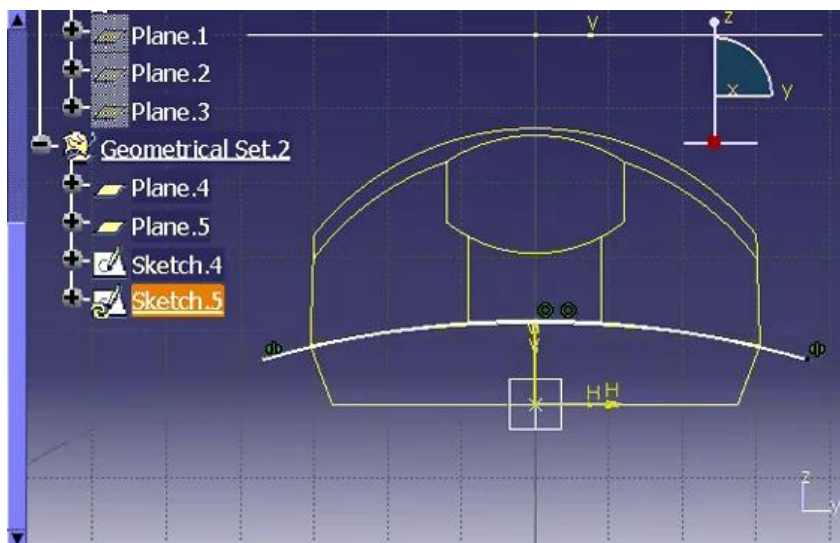 Plane.1
Plane.2
Plane.3
Geometrical Set.2
Plane.4
Plane.5
Sketch.4
Sketch.5
V
z
x
y
V
H H
z
y